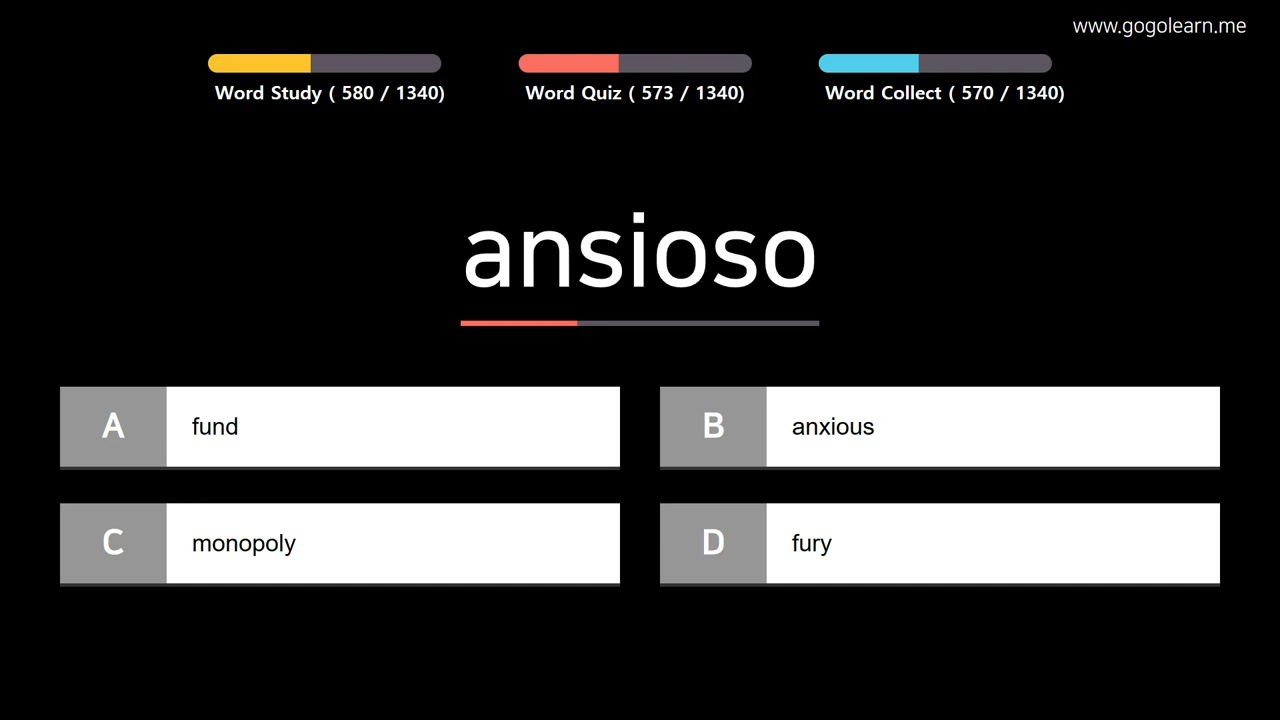 www.gogolearn.me
Word Study ( 580 / 1340)
Word Quiz ( 573 / 1340)
Word Collect ( 570 / 1340)
ansioso
A fund
B anxious
C monopoly
D fury